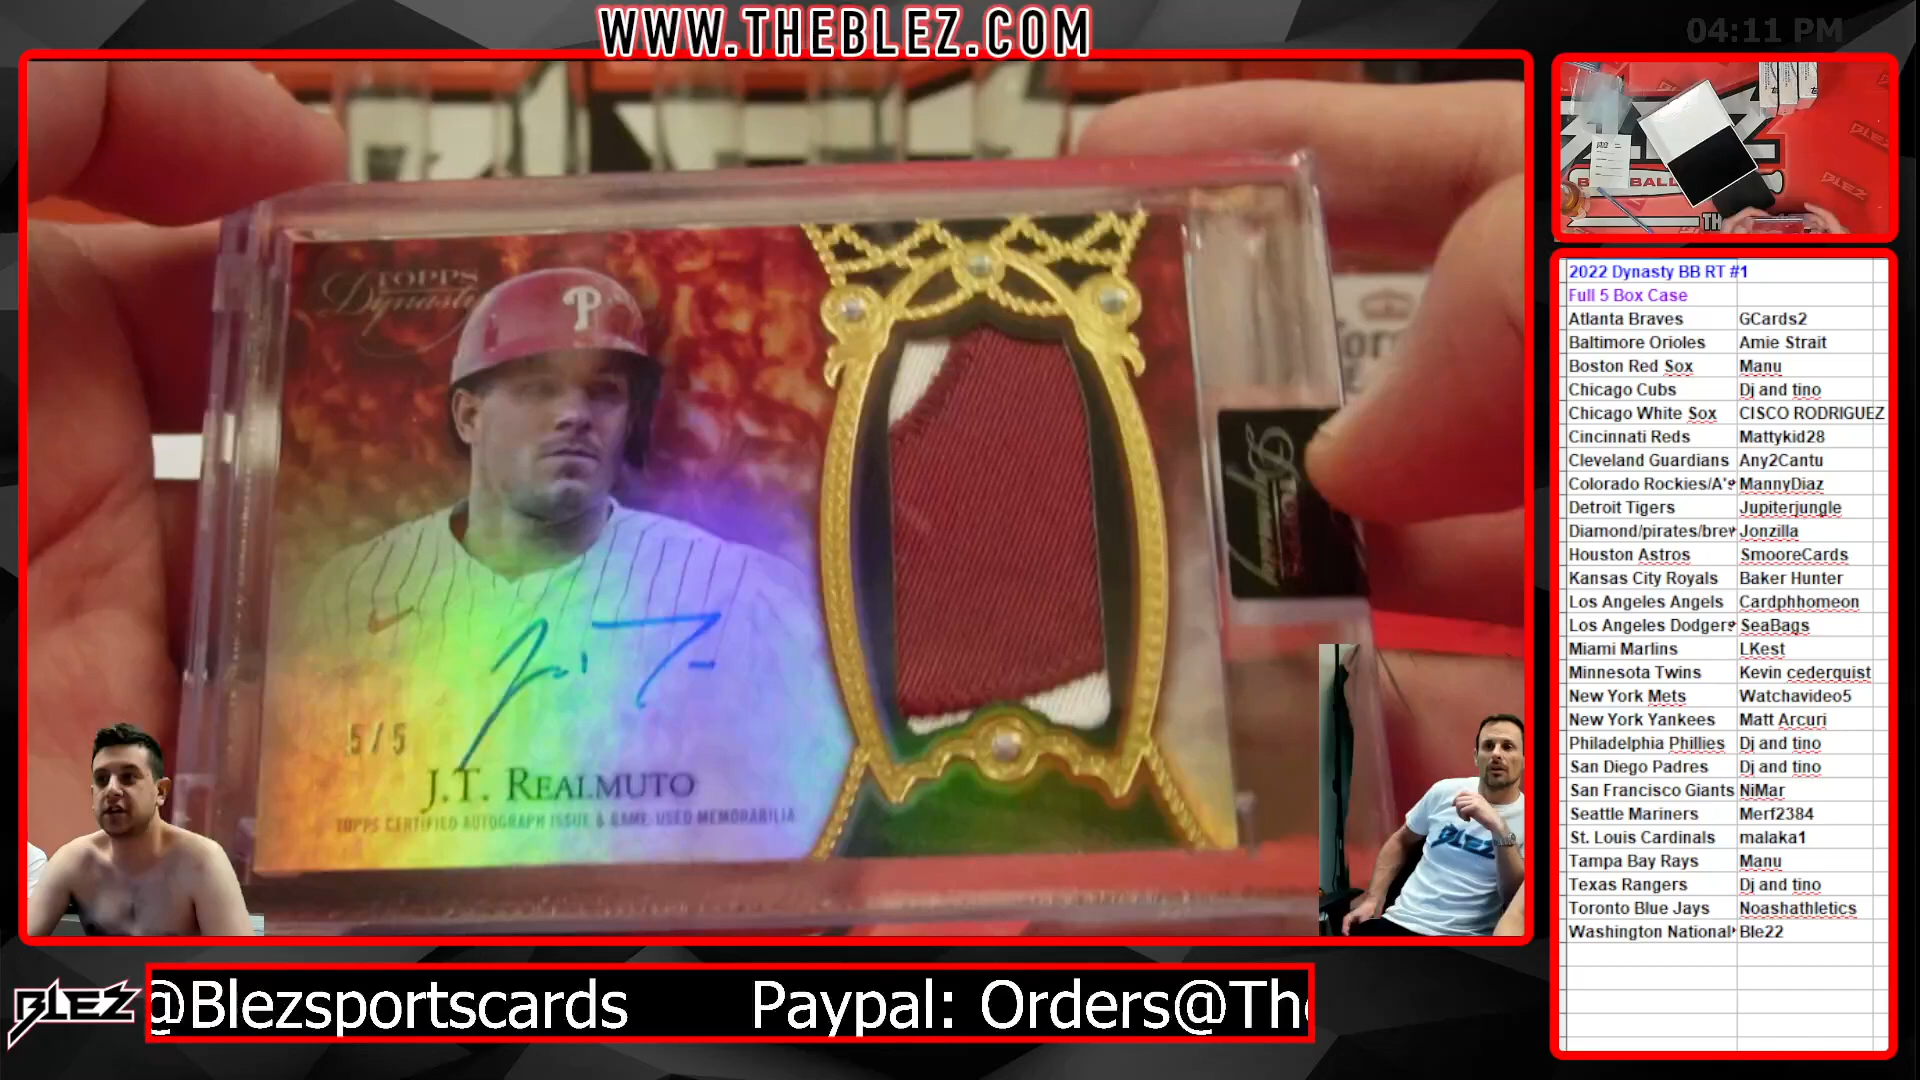 WWW.THEBLEZ.COM
04:11 PM
TOPPS
Dynasty
P
5/5
J.T. REALMUTO
TOPPS CERTIFIED AUTOGRAPH ISSUE & GAME-USED MEMORABILIA
Dynasty
BLEZ
BLEZ
BLEZ
TH
2022 Dynasty BB RT #1
Full 5 Box Case
Atlanta Braves GCards2
Baltimore Orioles Amie Strait
Boston Red Sox Manu
Chicago Cubs Dj and tino
Chicago White Sox CISCO RODRIGUEZ
Cincinnati Reds Mattykid28
Cleveland Guardians Any2Cantu
Colorado Rockies/A's MannyDiaz
Detroit Tigers Jupiterjungle
Diamond/pirates/brew Jonzilla
Houston Astros SmooreCards
Kansas City Royals Baker Hunter
Los Angeles Angels Cardphhomeon
Los Angeles Dodgers SeaBags
Miami Marlins LKest
Minnesota Twins Kevin cederquist
New York Mets Watchavideo5
New York Yankees Matt Arcuri
Philadelphia Phillies Dj and tino
San Diego Padres Dj and tino
San Francisco Giants NiMar
Seattle Mariners Merf2384
St. Louis Cardinals malaka1
Tampa Bay Rays Manu
Texas Rangers Dj and tino
Toronto Blue Jays Noashathletics
Washington National Ble22
BLEZ
@Blezsportscards Paypal: Orders@The